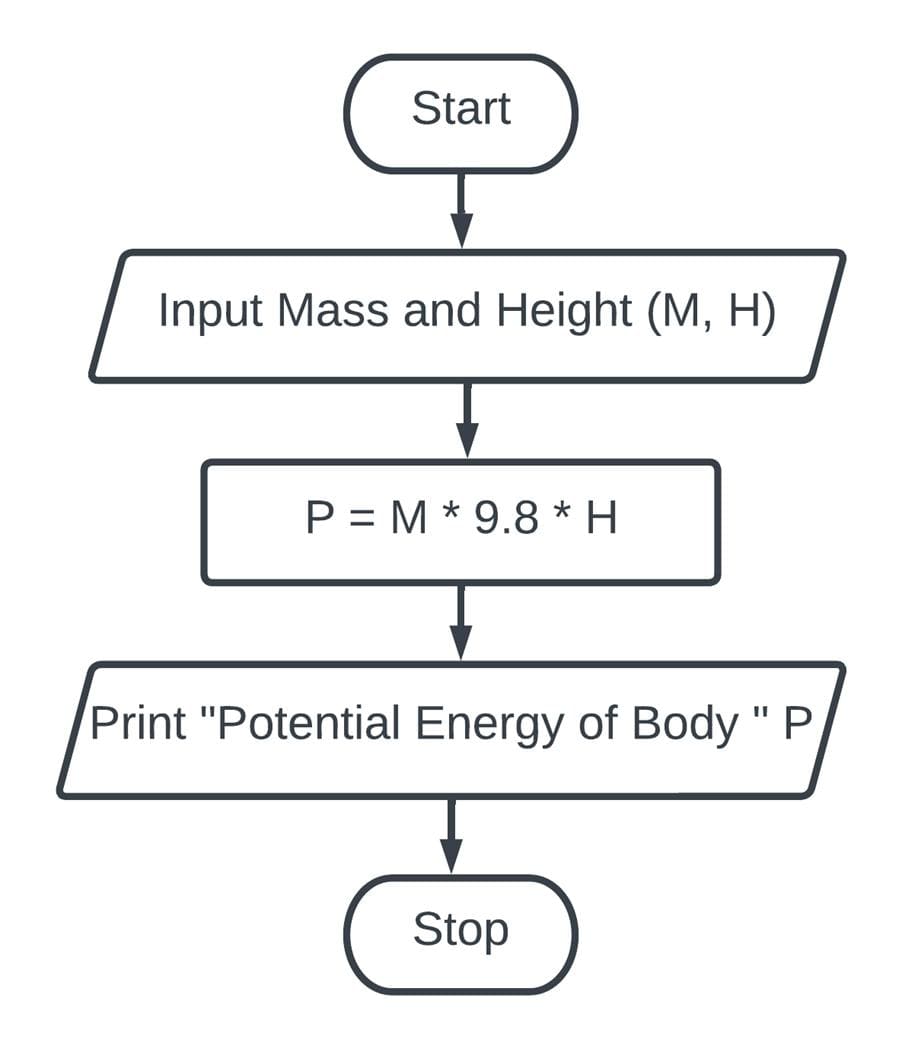 Start
Input Mass and Height (M, H)
P = M * 9.8 * H
Print "Potential Energy of Body " P
Stop